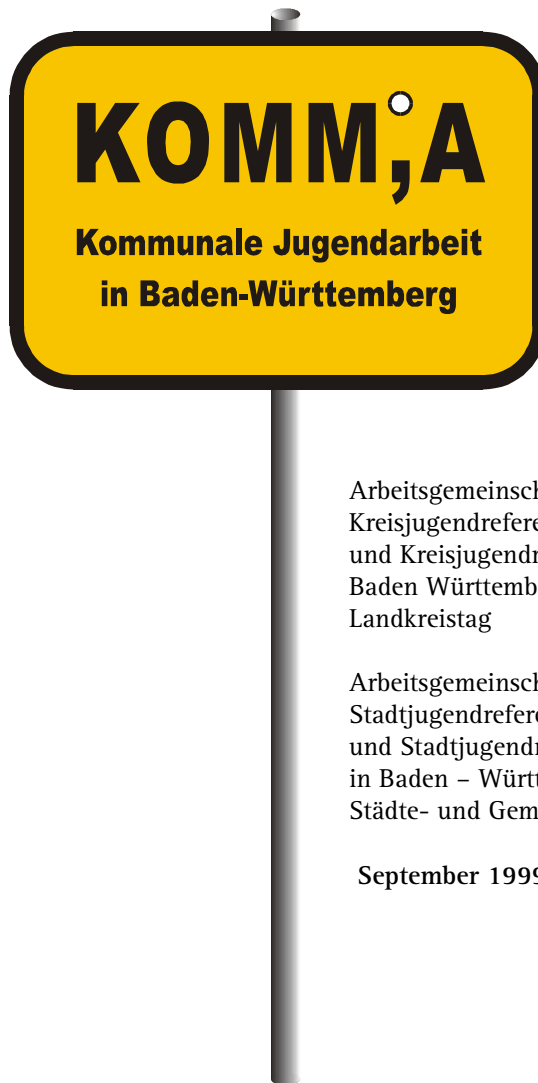 KOMM;A
Kommunale Jugendarbeit
in Baden-Württemberg
Arbeitsgemeinsch
Kreisjugendrefere
und Kreisjugendr
Baden Württemb
Landkreistag
Arbeitsgemeinsch
Stadtjugendrefere
und Stadtjugendr
in Baden – Württ
Städte- und Gem
September 1999